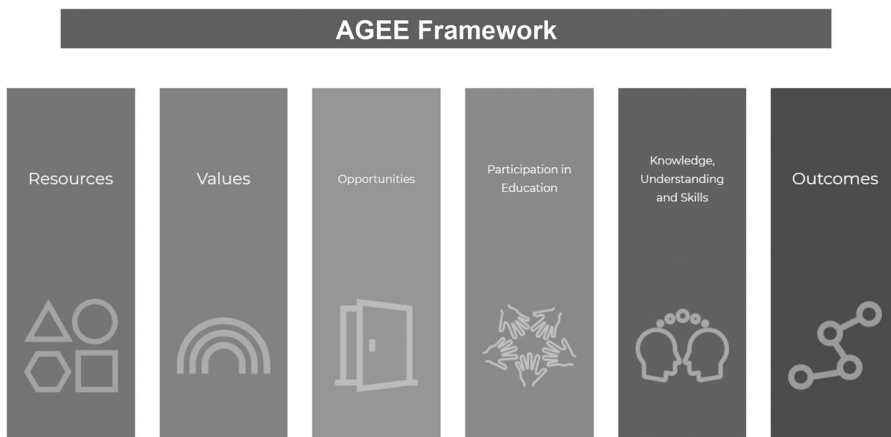 AGEE Framework
Resources
Values
Opportunities
Participation in
Education
Knowledge,
Understanding
and Skills
Outcomes